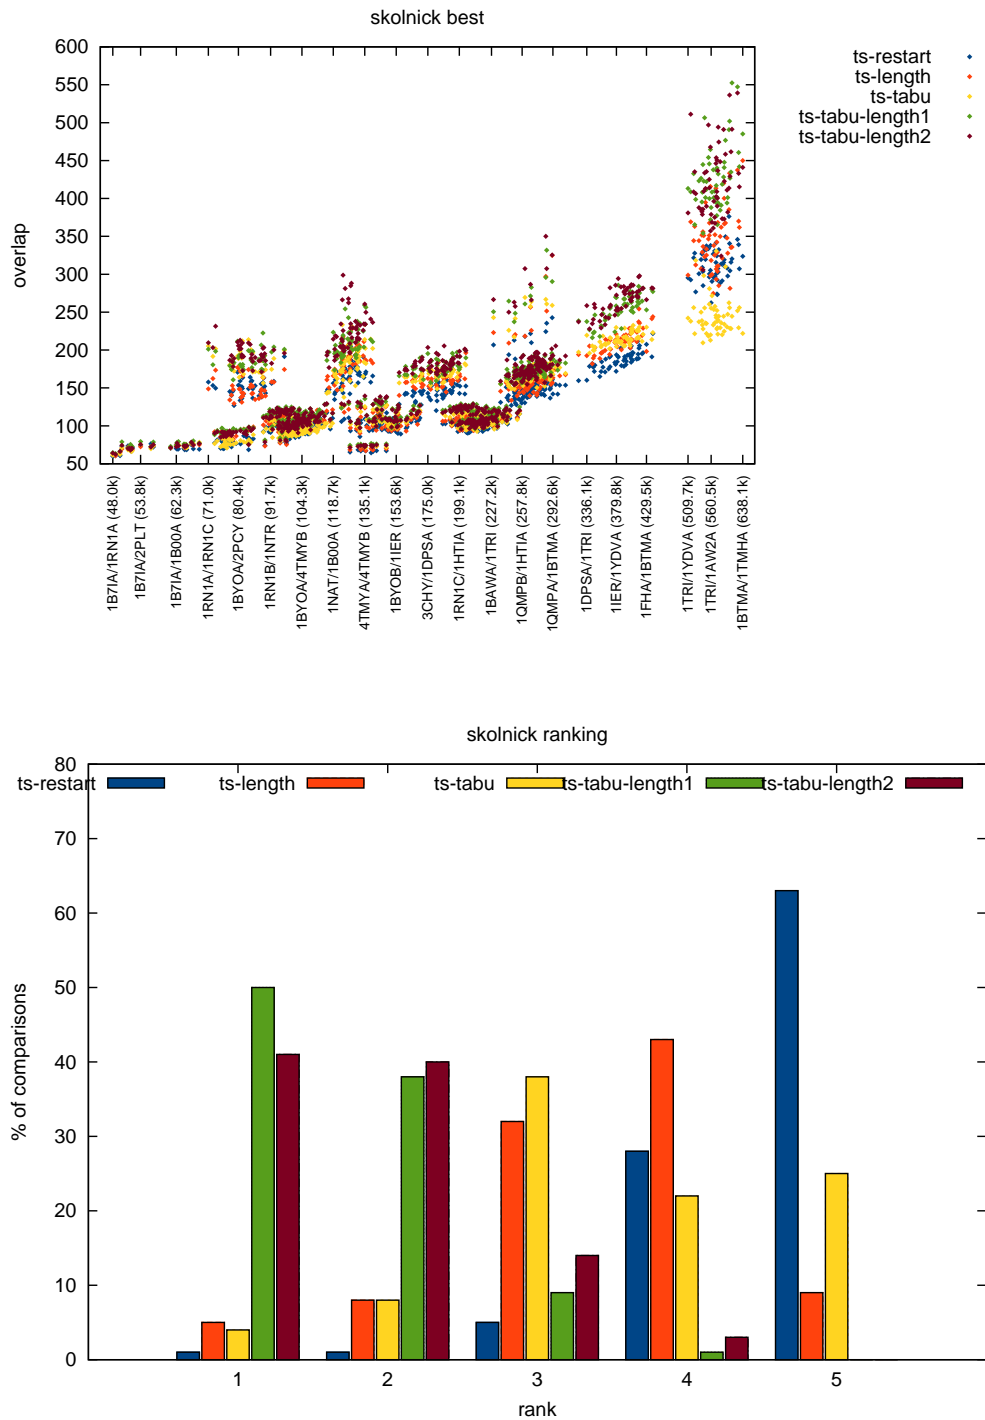 skolnick best
600
550
500
450
400
350
300
250
200
150
100
50
overlap
ts-restart
ts-length
ts-tabu
ts-tabu-length1
ts-tabu-length2
1B7IA/1RN1A (48.0k)
1B7IA/2PLT (53.8k)
1B7IA/1B00A (62.3k)
1RN1A/1RN1C (71.0k)
1BYOA/2PCY (80.4k)
1RN1B/1NTR (91.7k)
1BYOA/4TMYB (104.3k)
1NAT/1B00A (118.7k)
4TMYA/4TMYB (135.1k)
1BYOB/1IER (153.6k)
3CHY/1DPSA (175.0k)
1RN1C/1HTIA (199.1k)
1BAWA/1TRI (227.2k)
1QMPB/1HTIA (257.8k)
1QMPA/1BTMA (292.6k)
1DPSA/1TRI (336.1k)
1IER/1YDVA (379.8k)
1FHA/1BTMA (429.5k)
1TRI/1YDVA (509.7k)
1TRI/1AW2A (560.5k)
1BTMA/1TMHA (638.1k)
skolnick ranking
80
ts-restart ts-length ts-tabu ts-tabu-length1 ts-tabu-length2
70
60
50
40
30
20
10
0
% of comparisons
1 2 3 4 5
rank